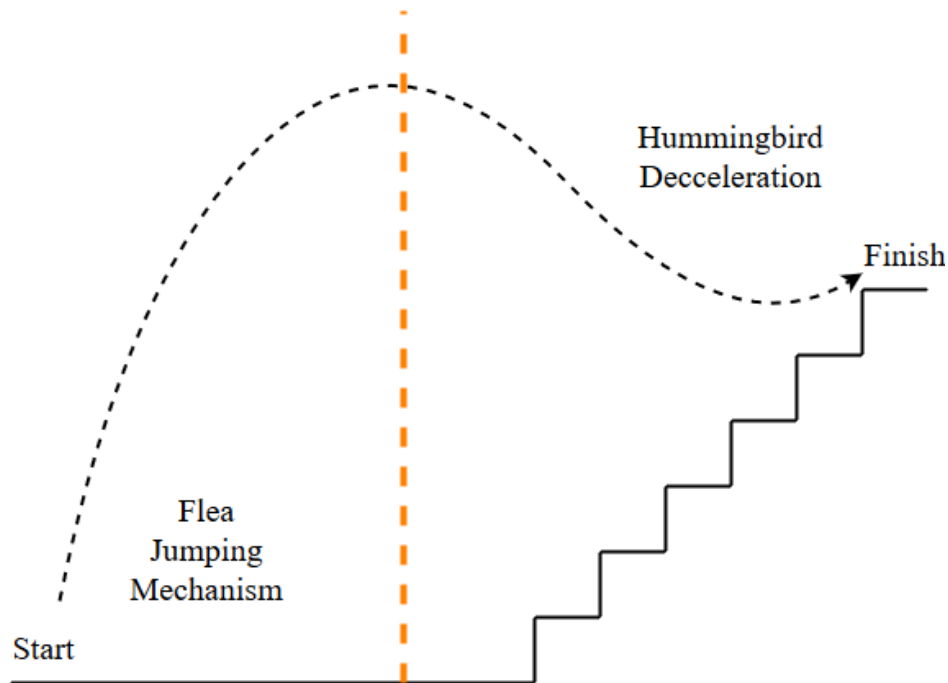 Hummingbird
Decceleration
Finish
Flea
Jumping
Mechanism
Start